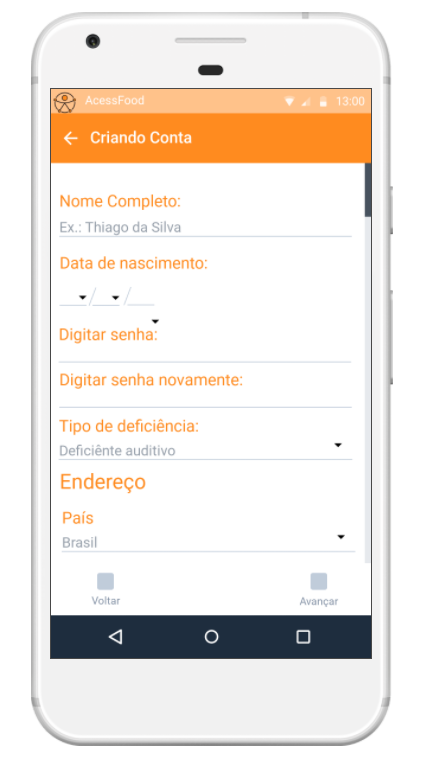 AcessFood 13:00
Criando Conta
Nome Completo:
Ex.: Thiago da Silva
Data de nascimento:
/ /
Digitar senha:
Digitar senha novamente:
Tipo de deficiência:
Deficiênte auditivo
Endereço
País
Brasil
Voltar Avançar